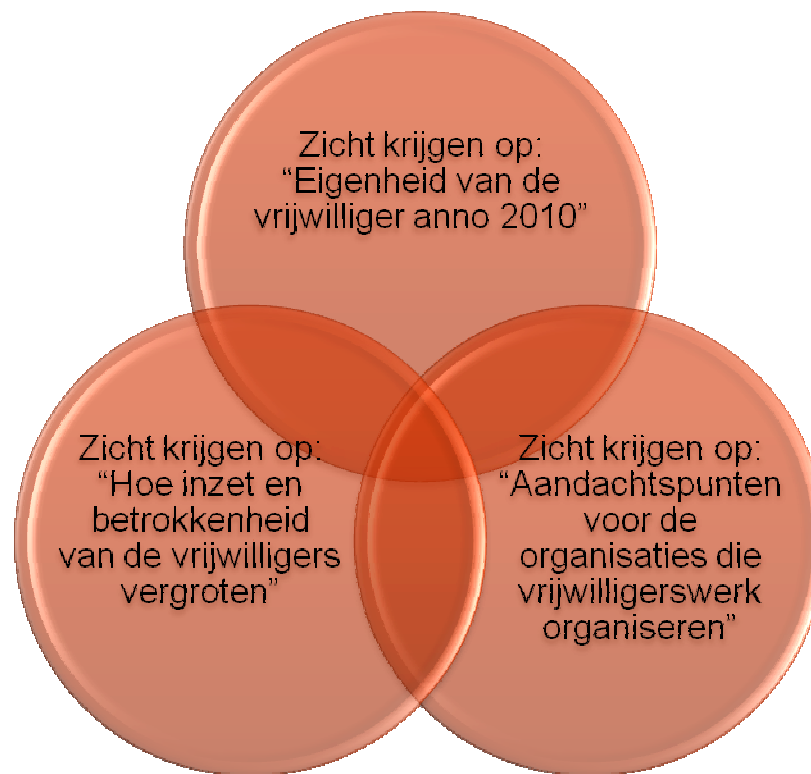 Zicht krijgen op:
“Eigenheid van de
vrijwilliger anno 2010”
Zicht krijgen op:
“Hoe inzet en
betrokkenheid
van de vrijwilligers
vergroten”
Zicht krijgen op:
“Aandachtspunten
voor de
organisaties die
vrijwilligerswerk
organiseren”